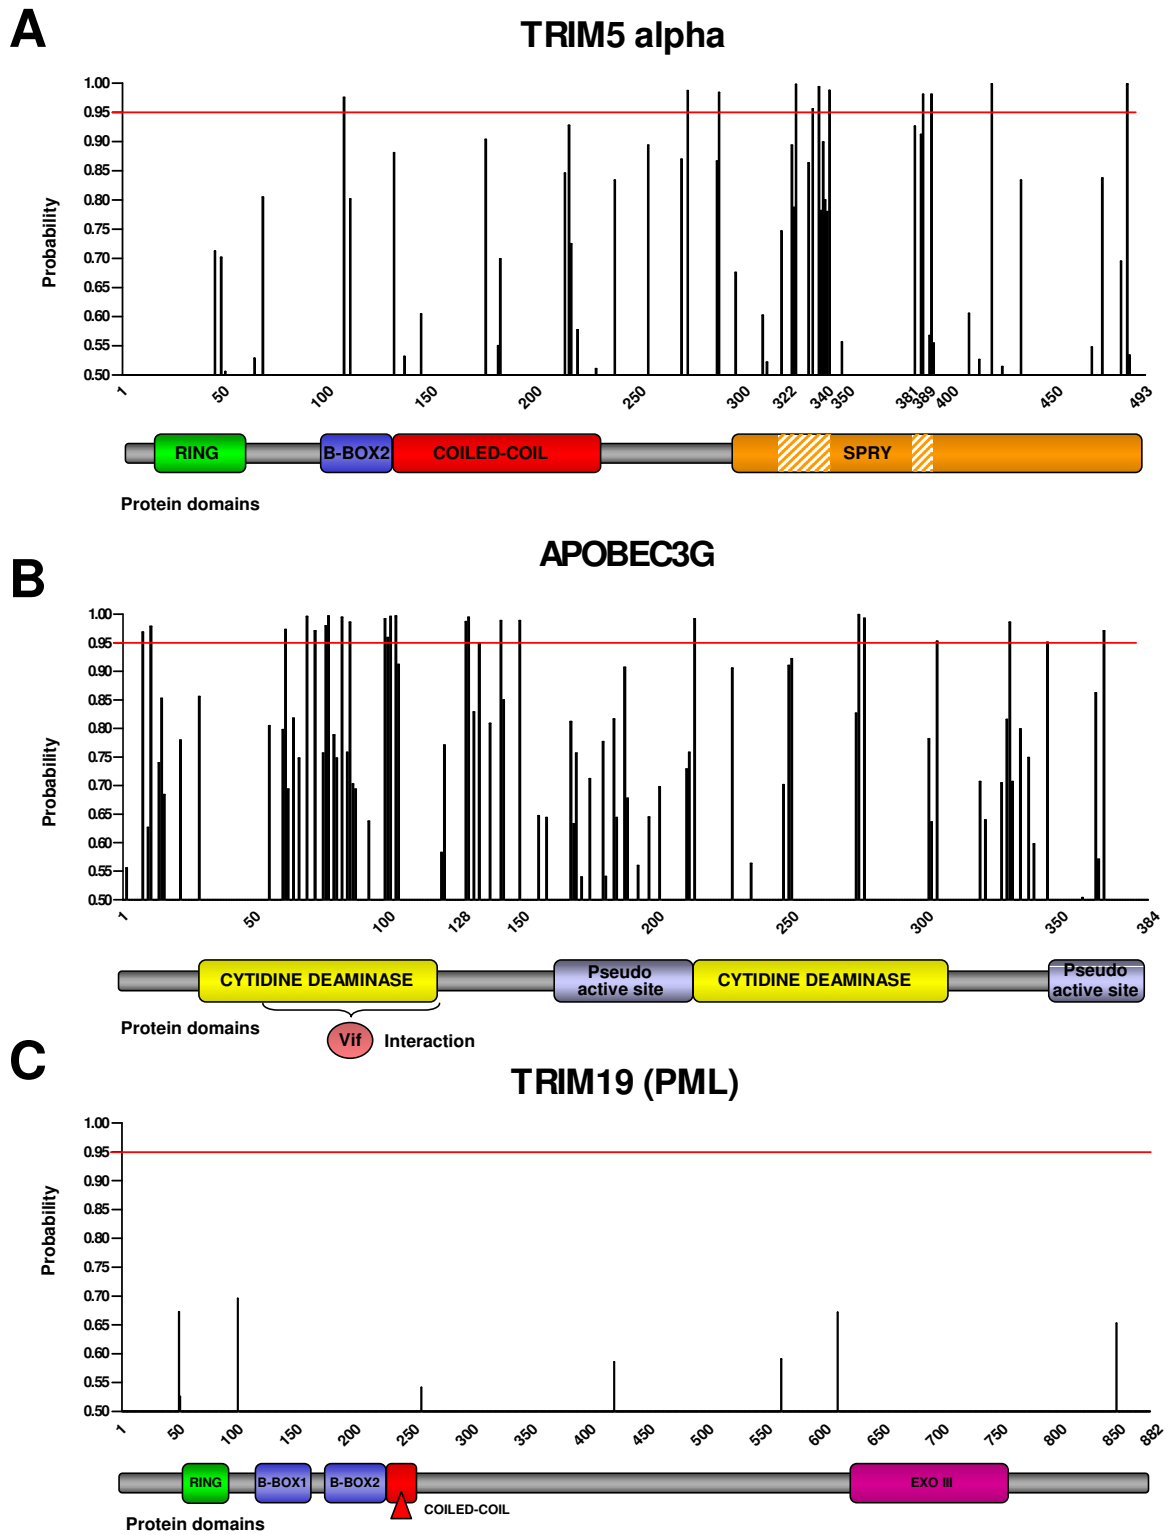 A
TRIM5 alpha
Probability
1.00
0.95
0.90
0.85
0.80
0.75
0.70
0.65
0.60
0.55
0.50
1 50 100 150 200 250 300 322 340 350 381 389 400 450 493
RING B-BOX2 COILED-COIL SPRY
Protein domains
B
APOBEC3G
Probability
1.00
0.95
0.90
0.85
0.80
0.75
0.70
0.65
0.60
0.55
0.50
1 50 100 128 150 200 250 300 350 384
CYTIDINE DEAMINASE Pseudo active site CYTIDINE DEAMINASE Pseudo active site
Protein domains
Vif Interaction
C
TRIM19 (PML)
Probability
1.00
0.95
0.90
0.85
0.80
0.75
0.70
0.65
0.60
0.55
0.50
1 50 100 150 200 250 300 350 400 450 500 550 600 650 700 750 800 850 882
RING B-BOX1 B-BOX2 EXO III
COILED-COIL
Protein domains